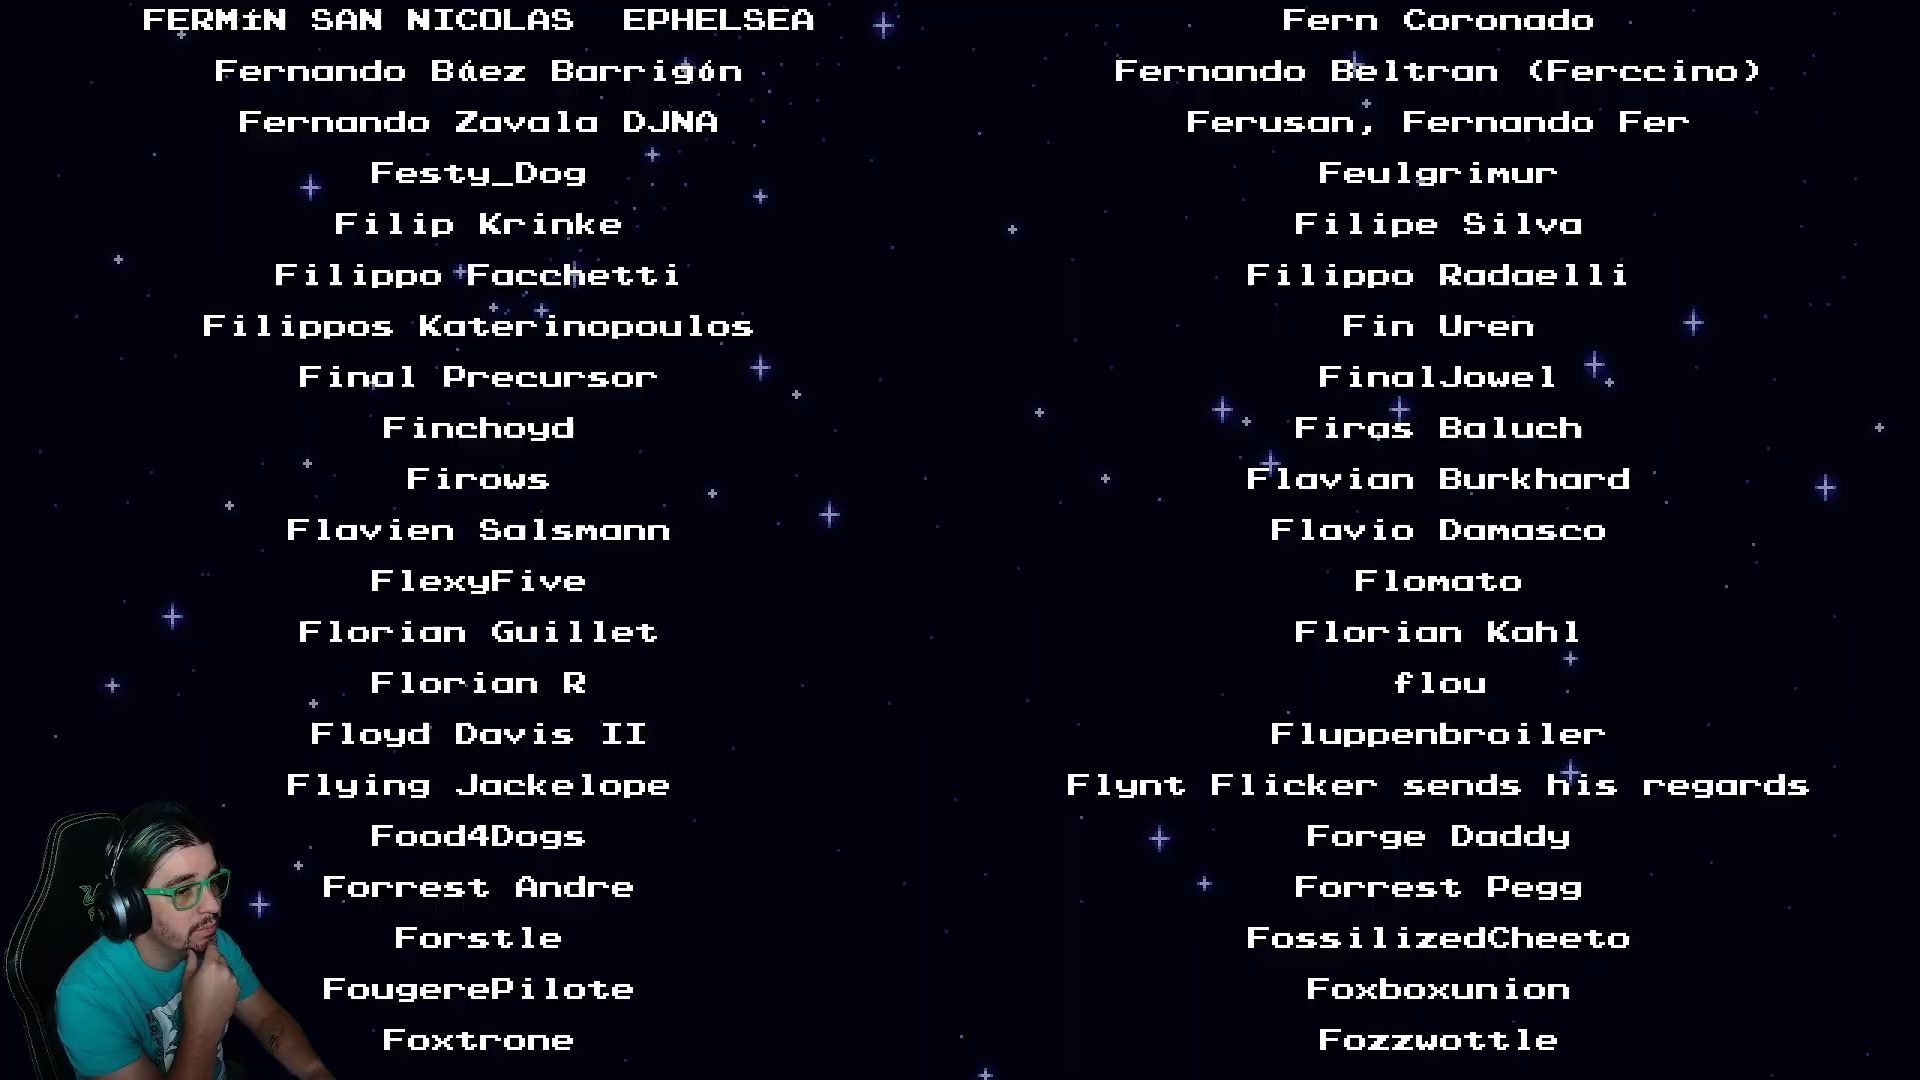 FERMíN SAN NICOLAS  EPHELSEA
Fern Coronado
Fernando Báez Barrigón
Fernando Beltran (Ferccino)
Fernando Zavala DJNA
Ferusan, Fernando Fer
Festy_Dog
Feulgrimur
Filip Krinke
Filipe Silva
Filippo Facchetti
Filippo Radaelli
Filippos Katerinopoulos
Fin Uren
Final Precursor
FinalJowel
Finchoyd
Firas Baluch
Firows
Flavian Burkhard
Flavien Salsmann
Flavio Damasco
FlexyFive
Flomato
Florian Guillet
Florian Kahl
Florian R
flou
Floyd Davis II
Fluppenbroiler
Flying Jackelope
Flynt Flicker sends his regards
Food4Dogs
Forge Daddy
Forrest Andre
Forrest Pegg
Forstle
FossilizedCheeto
FougerePilote
Foxboxunion
Foxtrone
Fozzwottle